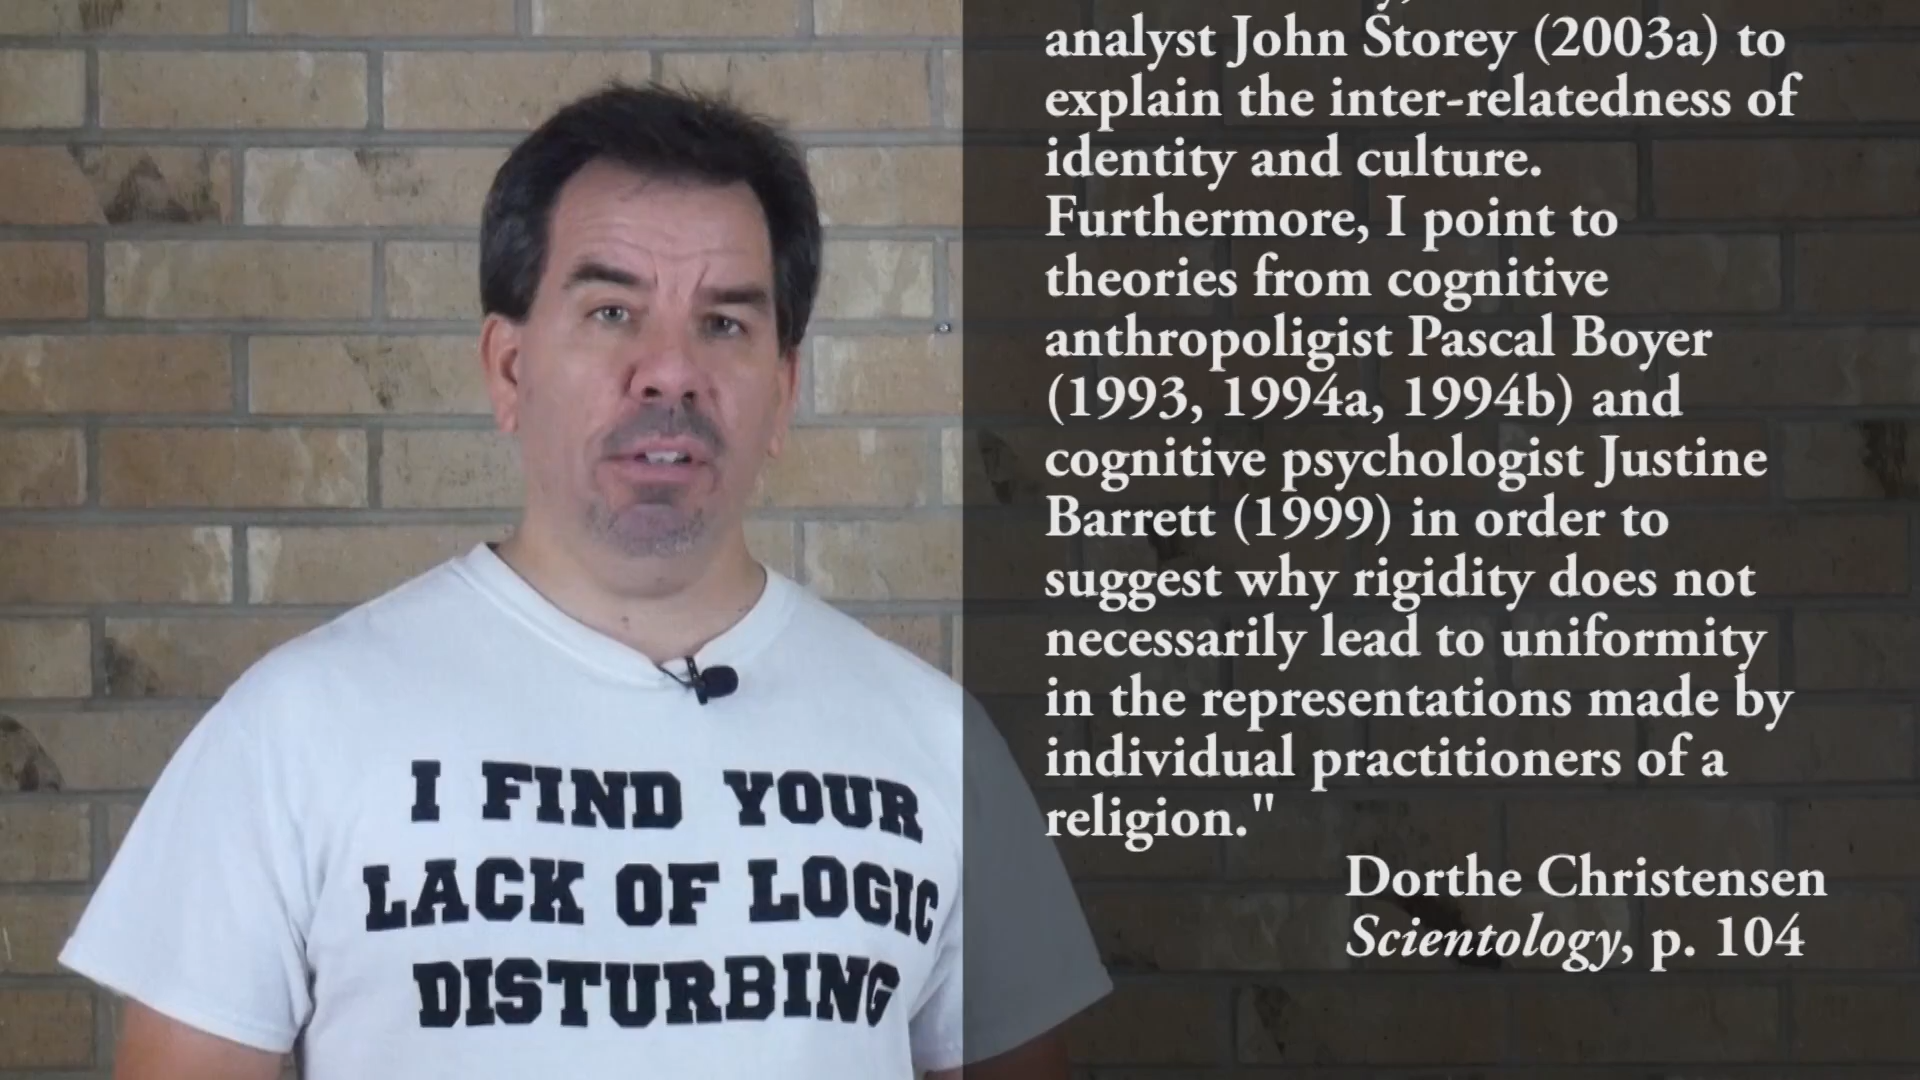 I FIND YOUR
LACK OF LOGIC
DISTURBING
analyst John Storey (2003a) to
explain the inter-relatedness of
identity and culture.
Furthermore, I point to
theories from cognitive
anthropoligist Pascal Boyer
(1993, 1994a, 1994b) and
cognitive psychologist Justine
Barrett (1999) in order to
suggest why rigidity does not
necessarily lead to uniformity
in the representations made by
individual practitioners of a
religion."
Dorthe Christensen
Scientology, p. 104